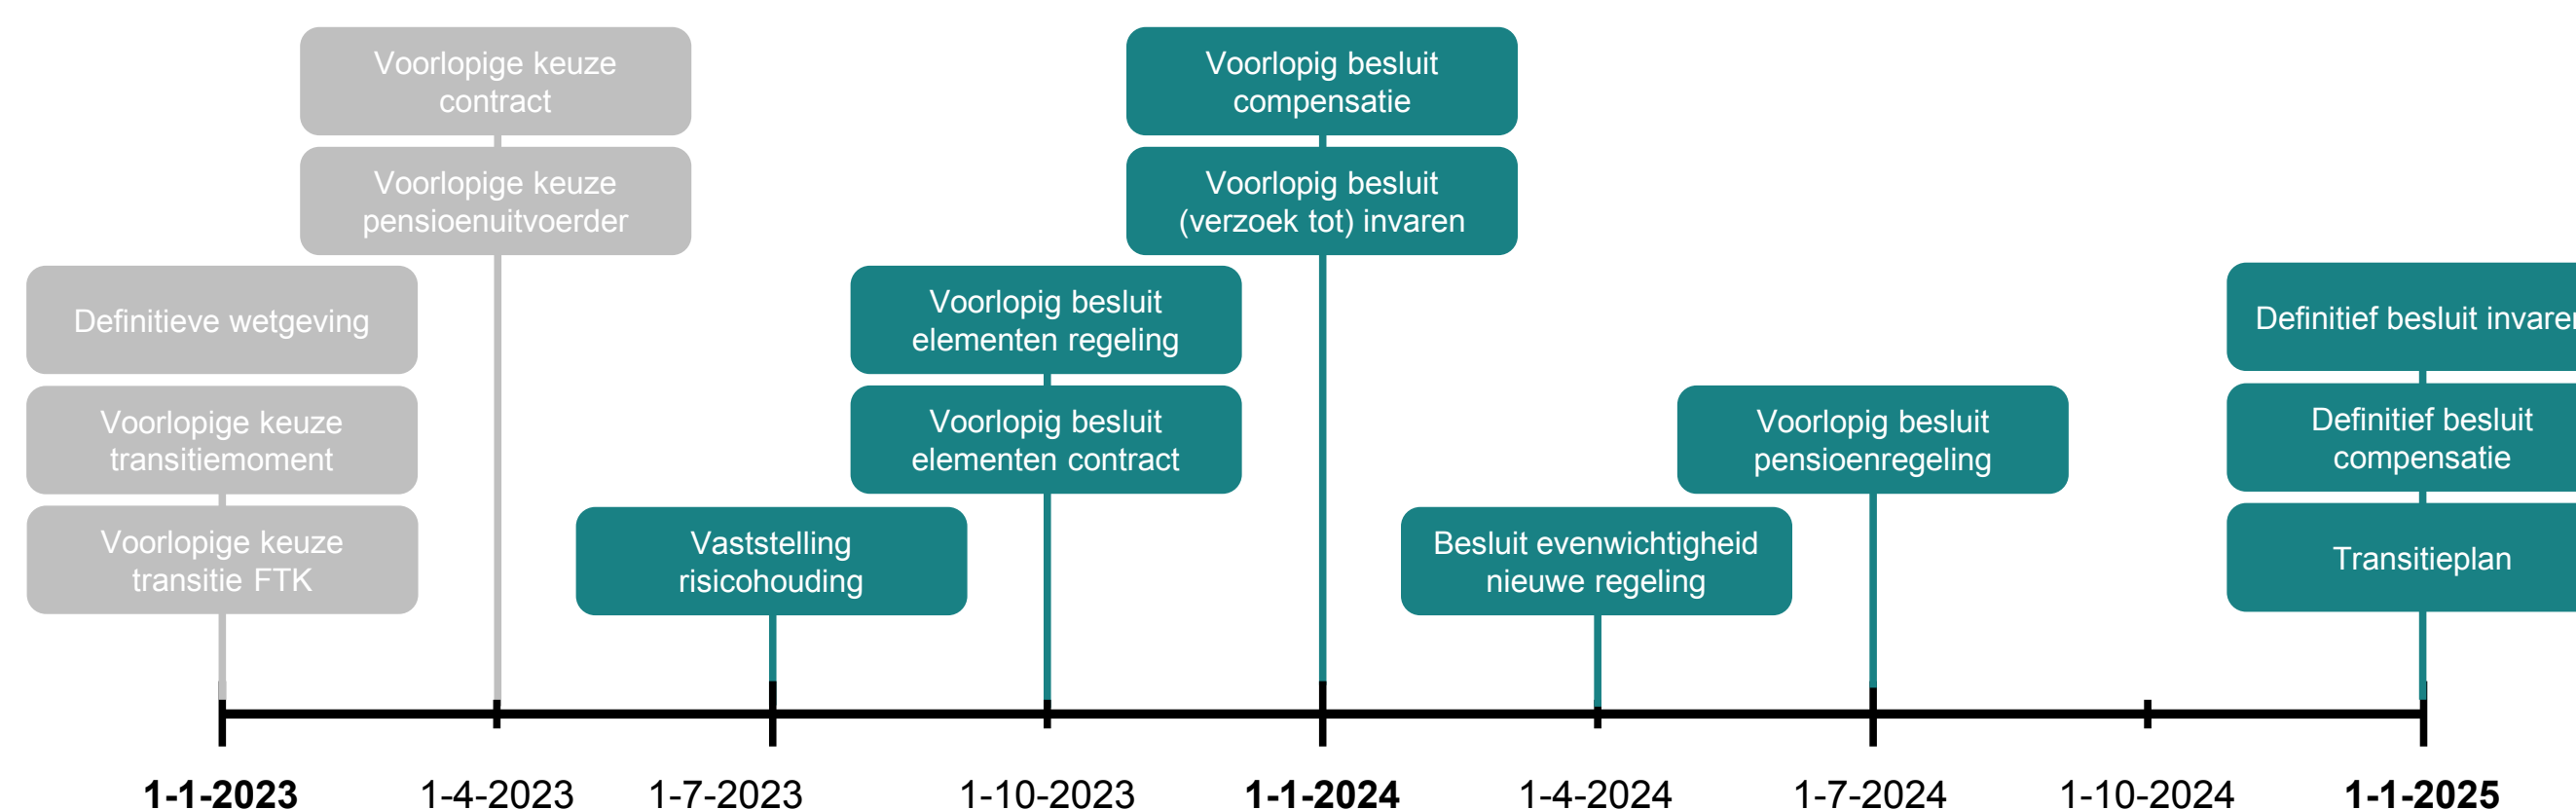 Voorlopige keuze
contract
Voorlopige keuze
pensioenuitvoerder
Definitieve wetgeving
Voorlopige keuze
transitiemoment
Voorlopige keuze
transitie FTK
Vaststelling
risicohouding
Voorlopig besluit
elementen regeling
Voorlopig besluit
elementen contract
Voorlopig besluit
compensatie
Voorlopig besluit
(verzoek tot) invaren
Besluit evenwichtigheid
nieuwe regeling
Voorlopig besluit
pensioenregeling
Definitief besluit invaren
Definitief besluit
compensatie
Transitieplan
1-1-2023
1-4-2023
1-7-2023
1-10-2023
1-1-2024
1-4-2024
1-7-2024
1-10-2024
1-1-2025